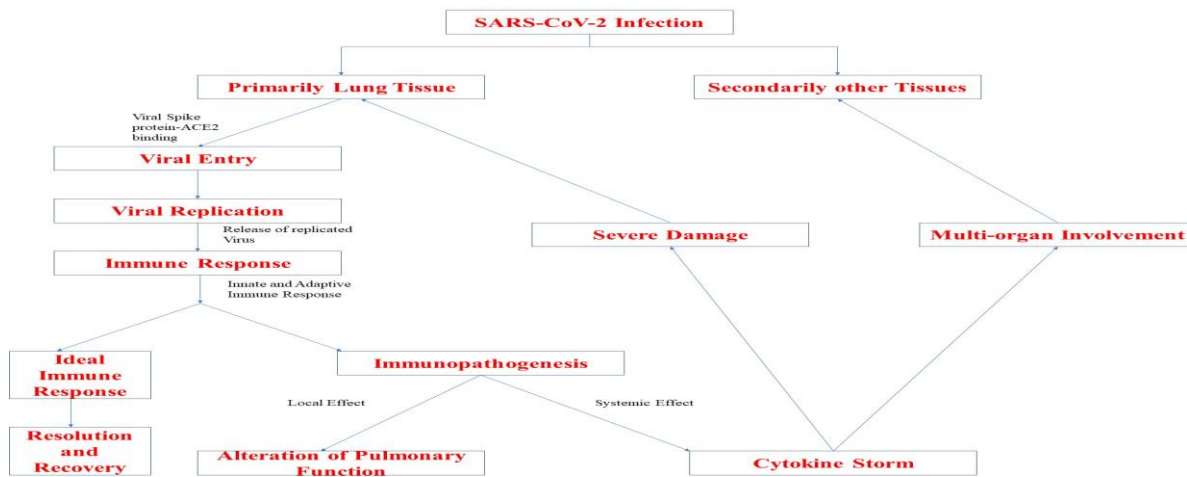 SARS-CoV-2 Infection
Primarily Lung Tissue
Secondarily other Tissues
Viral Spike
protein-ACE2
binding
Viral Entry
Viral Replication
Release of replicated
Virus
Severe Damage
Multi-organ Involvement
Immune Response
Innate and Adaptive
Immune Response
Ideal
Immune
Response
Immunopathogenesis
Local Effect
Systemic Effect
Resolution
and
Recovery
Alteration of Pulmonary
Function
Cytokine Storm